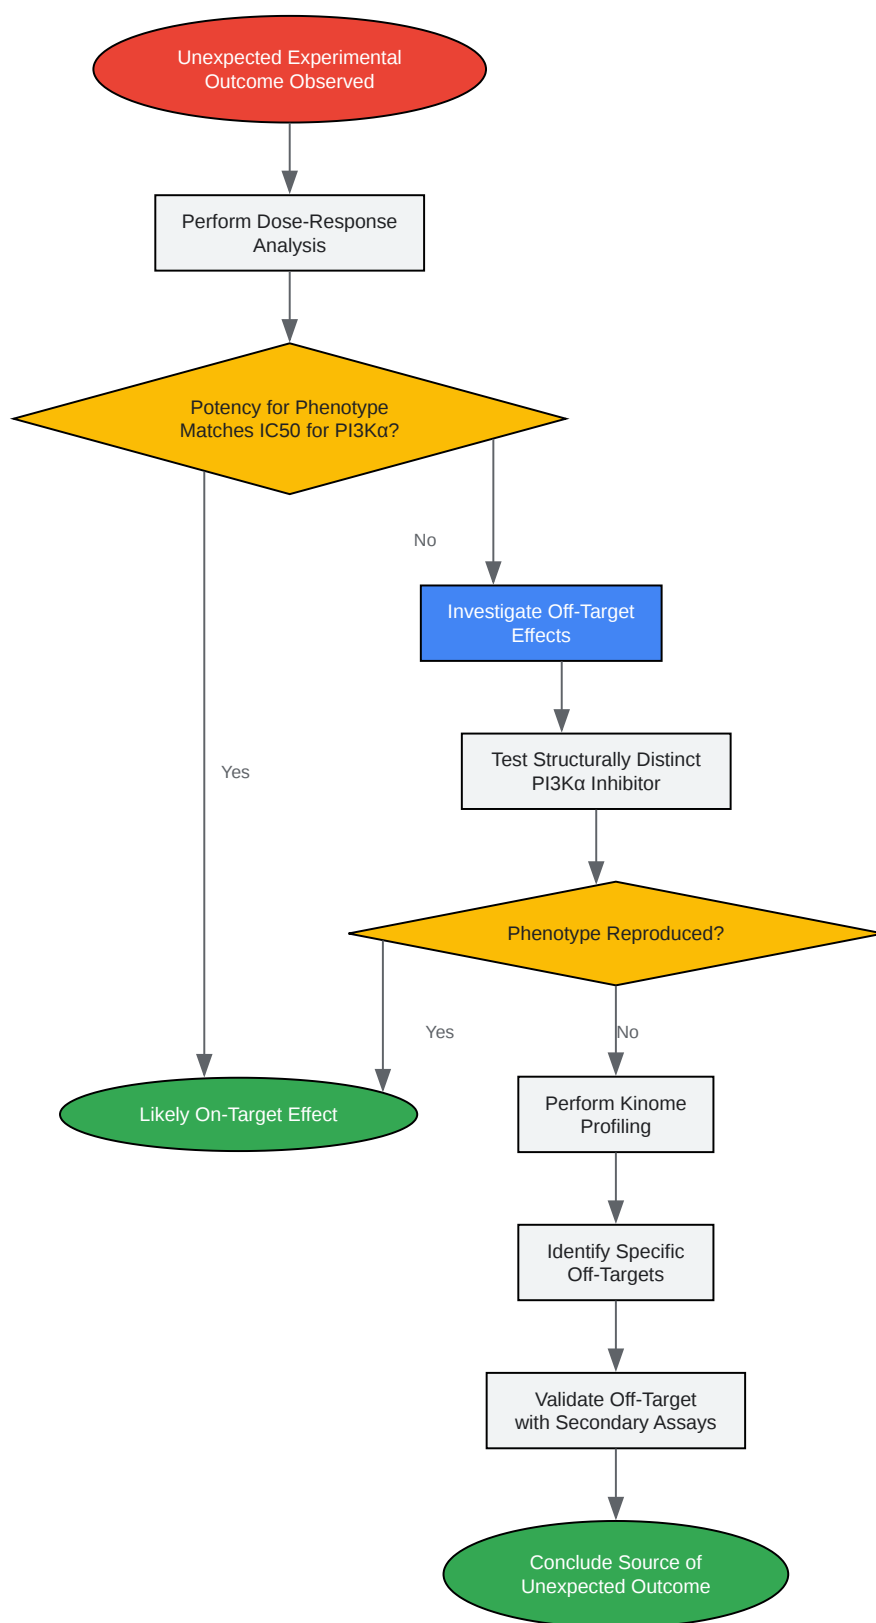 Unexpected Experimental
Outcome Observed
Perform Dose-Response
Analysis
Potency for Phenotype
Matches IC50 for PI3Kα?
No
Investigate Off-Target
Effects
Yes
Test Structurally Distinct
PI3Kα Inhibitor
Phenotype Reproduced?
Yes
No
Likely On-Target Effect
Perform Kinome
Profiling
Identify Specific
Off-Targets
Validate Off-Target
with Secondary Assays
Conclude Source of
Unexpected Outcome